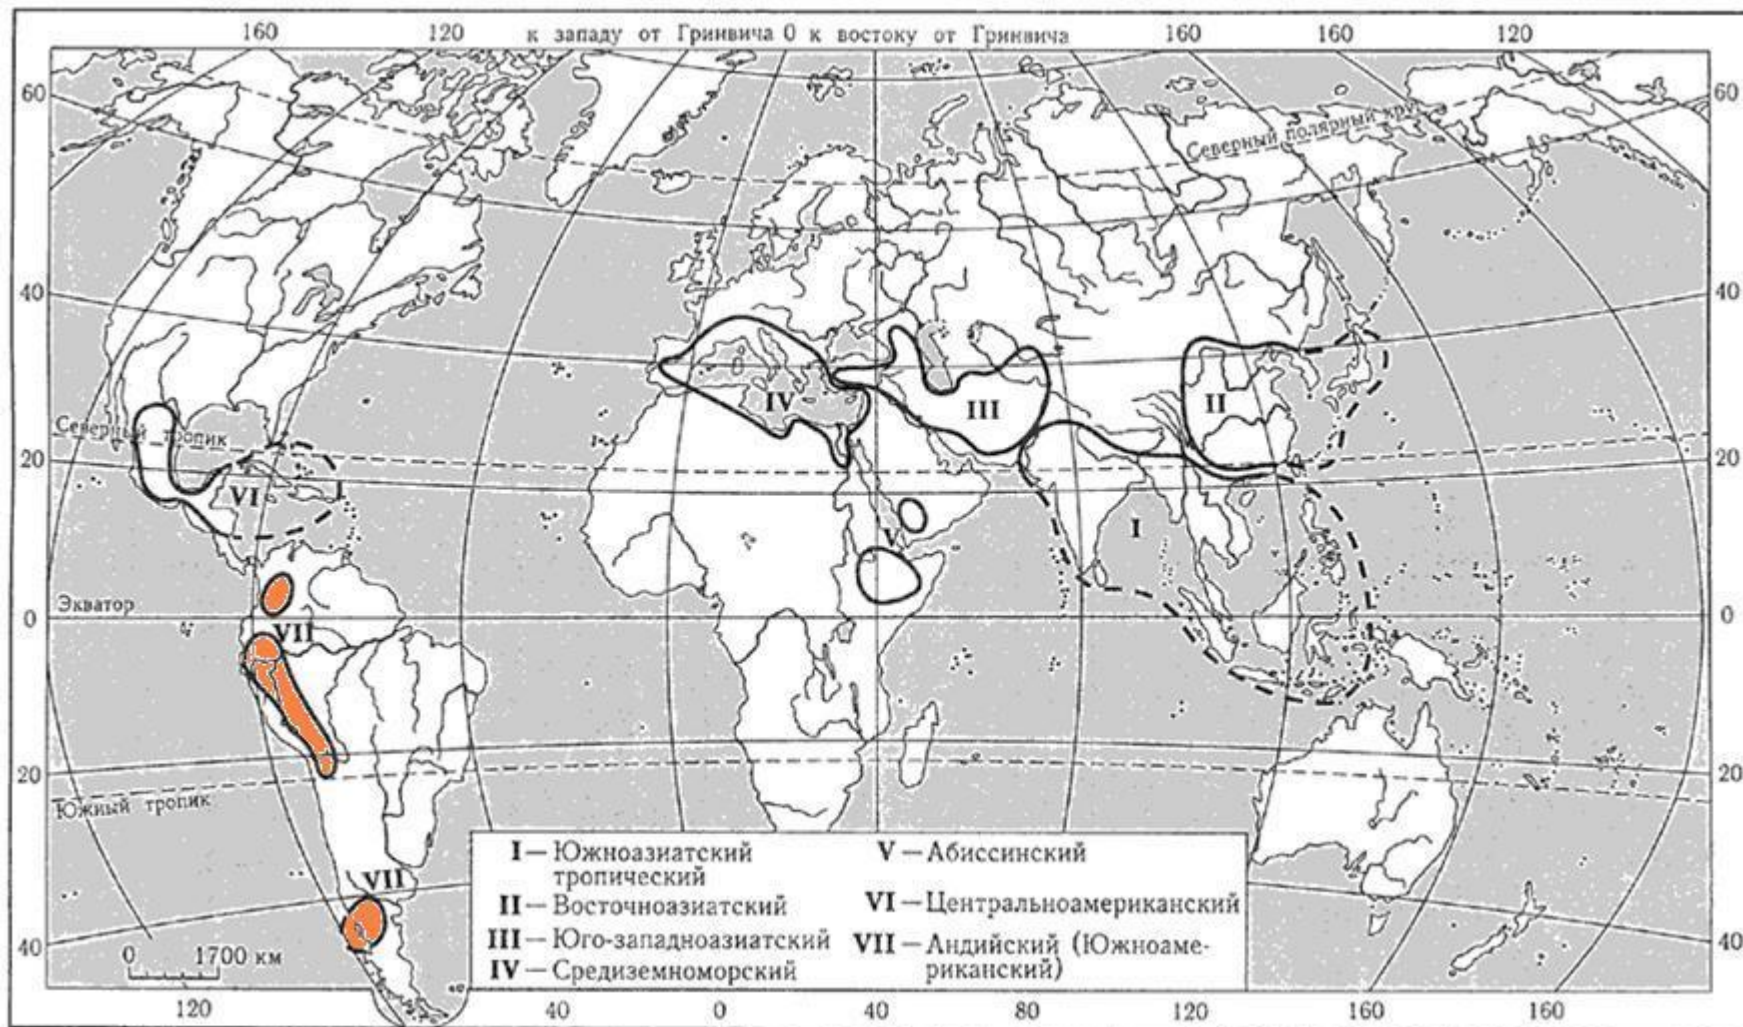 160 120 к западу от Гринвича 0 к востоку от Гринвича 160 160 120
60 60
Северный полярный круг
40 40
IV III II
Северный тропик
20 20
VI
I
V
Экватор
0 0
VII
20 20
Южный тропик
VII
40 40
0 1700 км
I — Южноазиатский
тропический
II — Восточноазиатский
III — Юго-западноазиатский
IV — Средиземноморский
V — Абиссинский
VI — Центральноамериканский
VII — Андийский (Южноаме-
риканский)
120 40 0 40 80 120 160 160